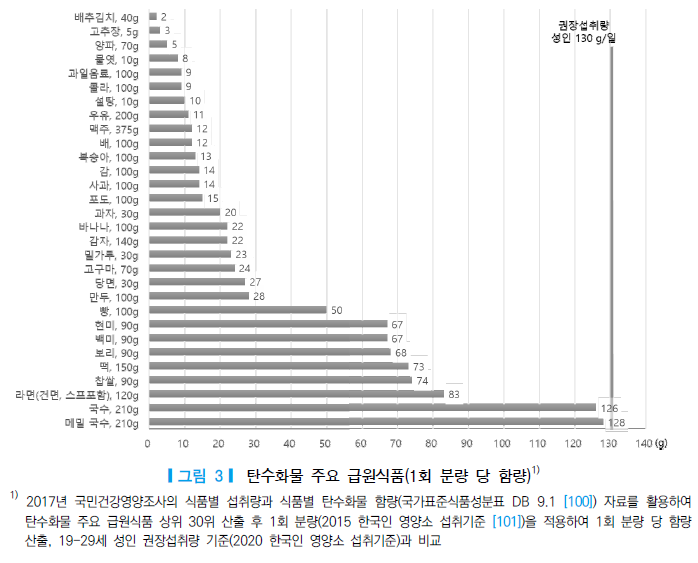 권장섭취량
성인 130 g/일
배추김치, 40g 2
고추장, 5g 3
양파, 70g 5
물엿, 10g 8
과일음료, 100g 9
콜라, 100g 9
설탕, 10g 10
우유, 200g 11
맥주, 375g 12
배, 100g 12
복숭아, 100g 13
감, 100g 14
사과, 100g 14
포도, 100g 15
과자, 30g 20
바나나, 100g 22
감자, 140g 22
밀가루, 30g 23
고구마, 70g 24
당면, 30g 27
만두, 100g 28
빵, 100g 50
현미, 90g 67
백미, 90g 67
보리, 90g 68
떡, 150g 73
찹쌀, 90g 74
라면(건면, 스프포함), 120g 83
국수, 210g 126
메밀 국수, 210g 128
0 10 20 30 40 50 60 70 80 90 100 110 120 130 140 (g)
그림 3 탄수화물 주요 급원식품(1회 분량 당 함량)1)
1) 2017년 국민건강영양조사의 식품별 섭취량과 식품별 탄수화물 함량(국가표준식품성분표 DB 9.1 [100]) 자료를 활용하여
탄수화물 주요 급원식품 상위 30위 산출 후 1회 분량(2015 한국인 영양소 섭취기준 [101])을 적용하여 1회 분량 당 함량
산출, 19-29세 성인 권장섭취량 기준(2020 한국인 영양소 섭취기준)과 비교